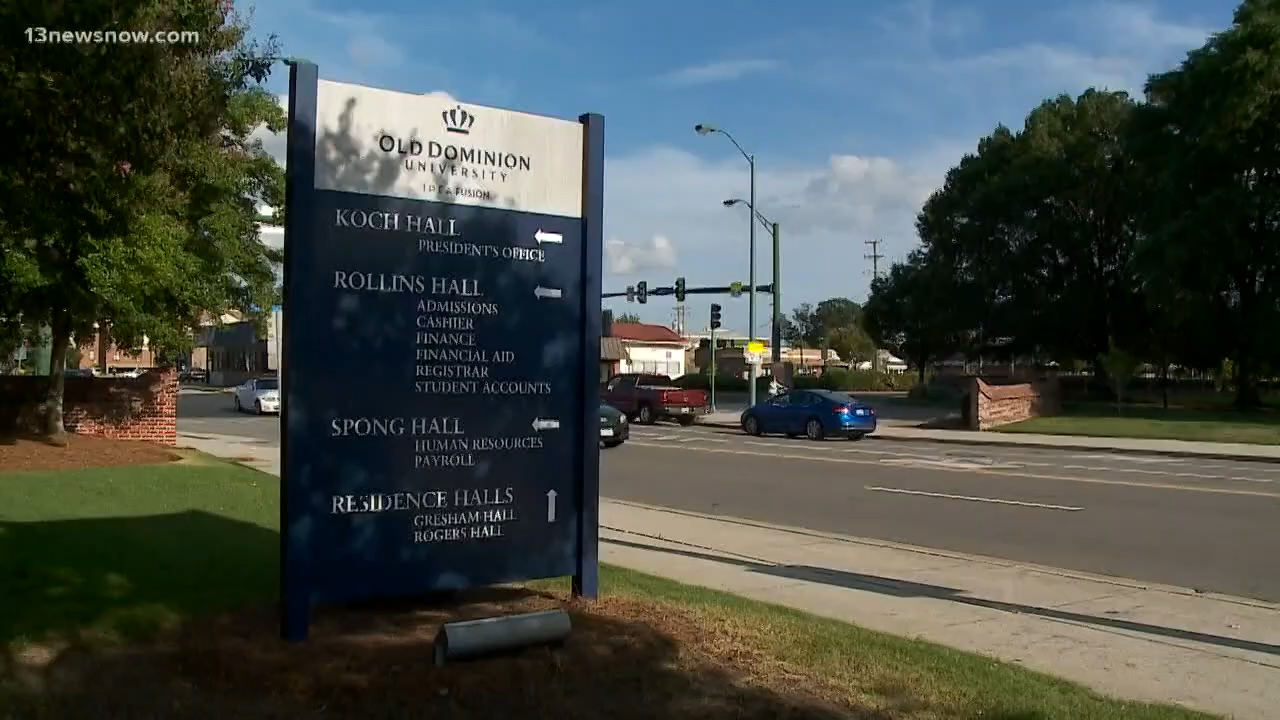 13newsnow.com
OLD DOMINION
UNIVERSITY
IDEA FUSION
KOCH HALL
PRESIDENT'S OFFICE
ROLLINS HALL
ADMISSIONS
CASHIER
FINANCE
FINANCIAL AID
REGISTRAR
STUDENT ACCOUNTS
SPONG HALL
HUMAN RESOURCES
PAYROLL
RESIDENCE HALLS
GRESHAM HALL
ROGERS HALL